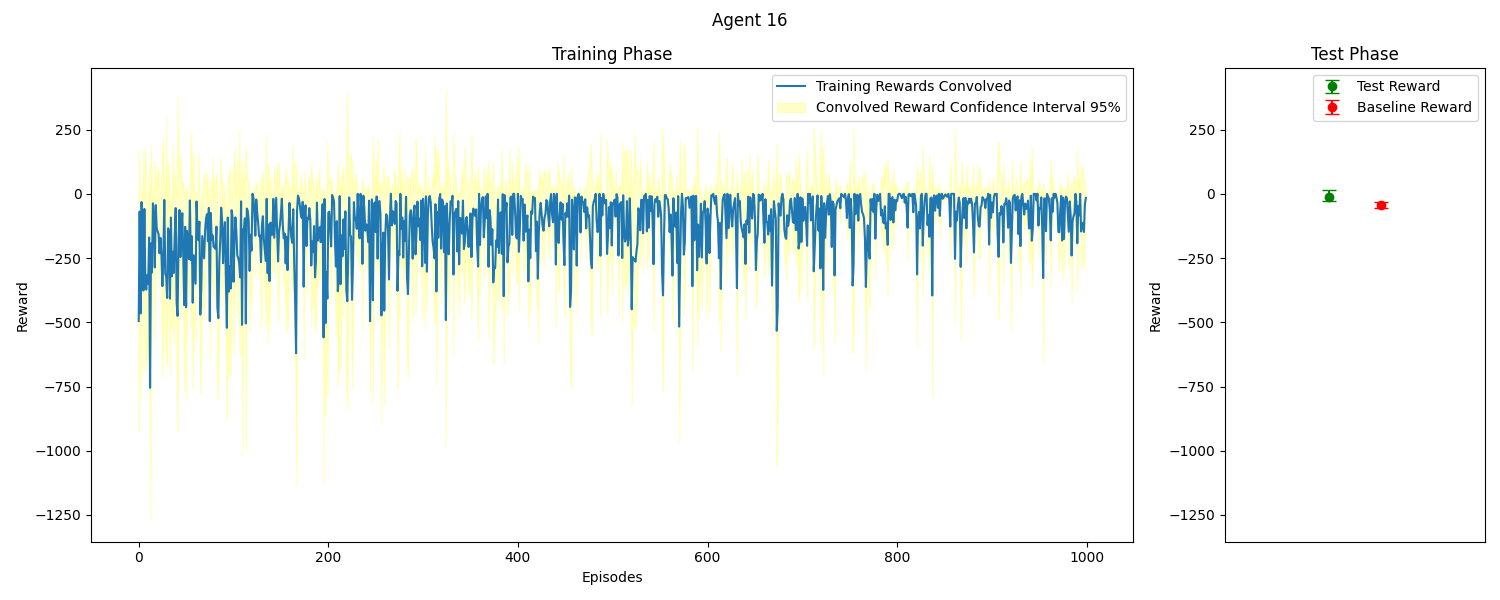 Agent 16
Training Phase
Training Rewards Convolved
Convolved Reward Confidence Interval 95%
250
0
−250
−500
−750
−1000
−1250
Reward
0
200
400
600
800
1000
Episodes
Test Phase
Test Reward
Baseline Reward
250
0
−250
−500
−750
−1000
−1250
Reward